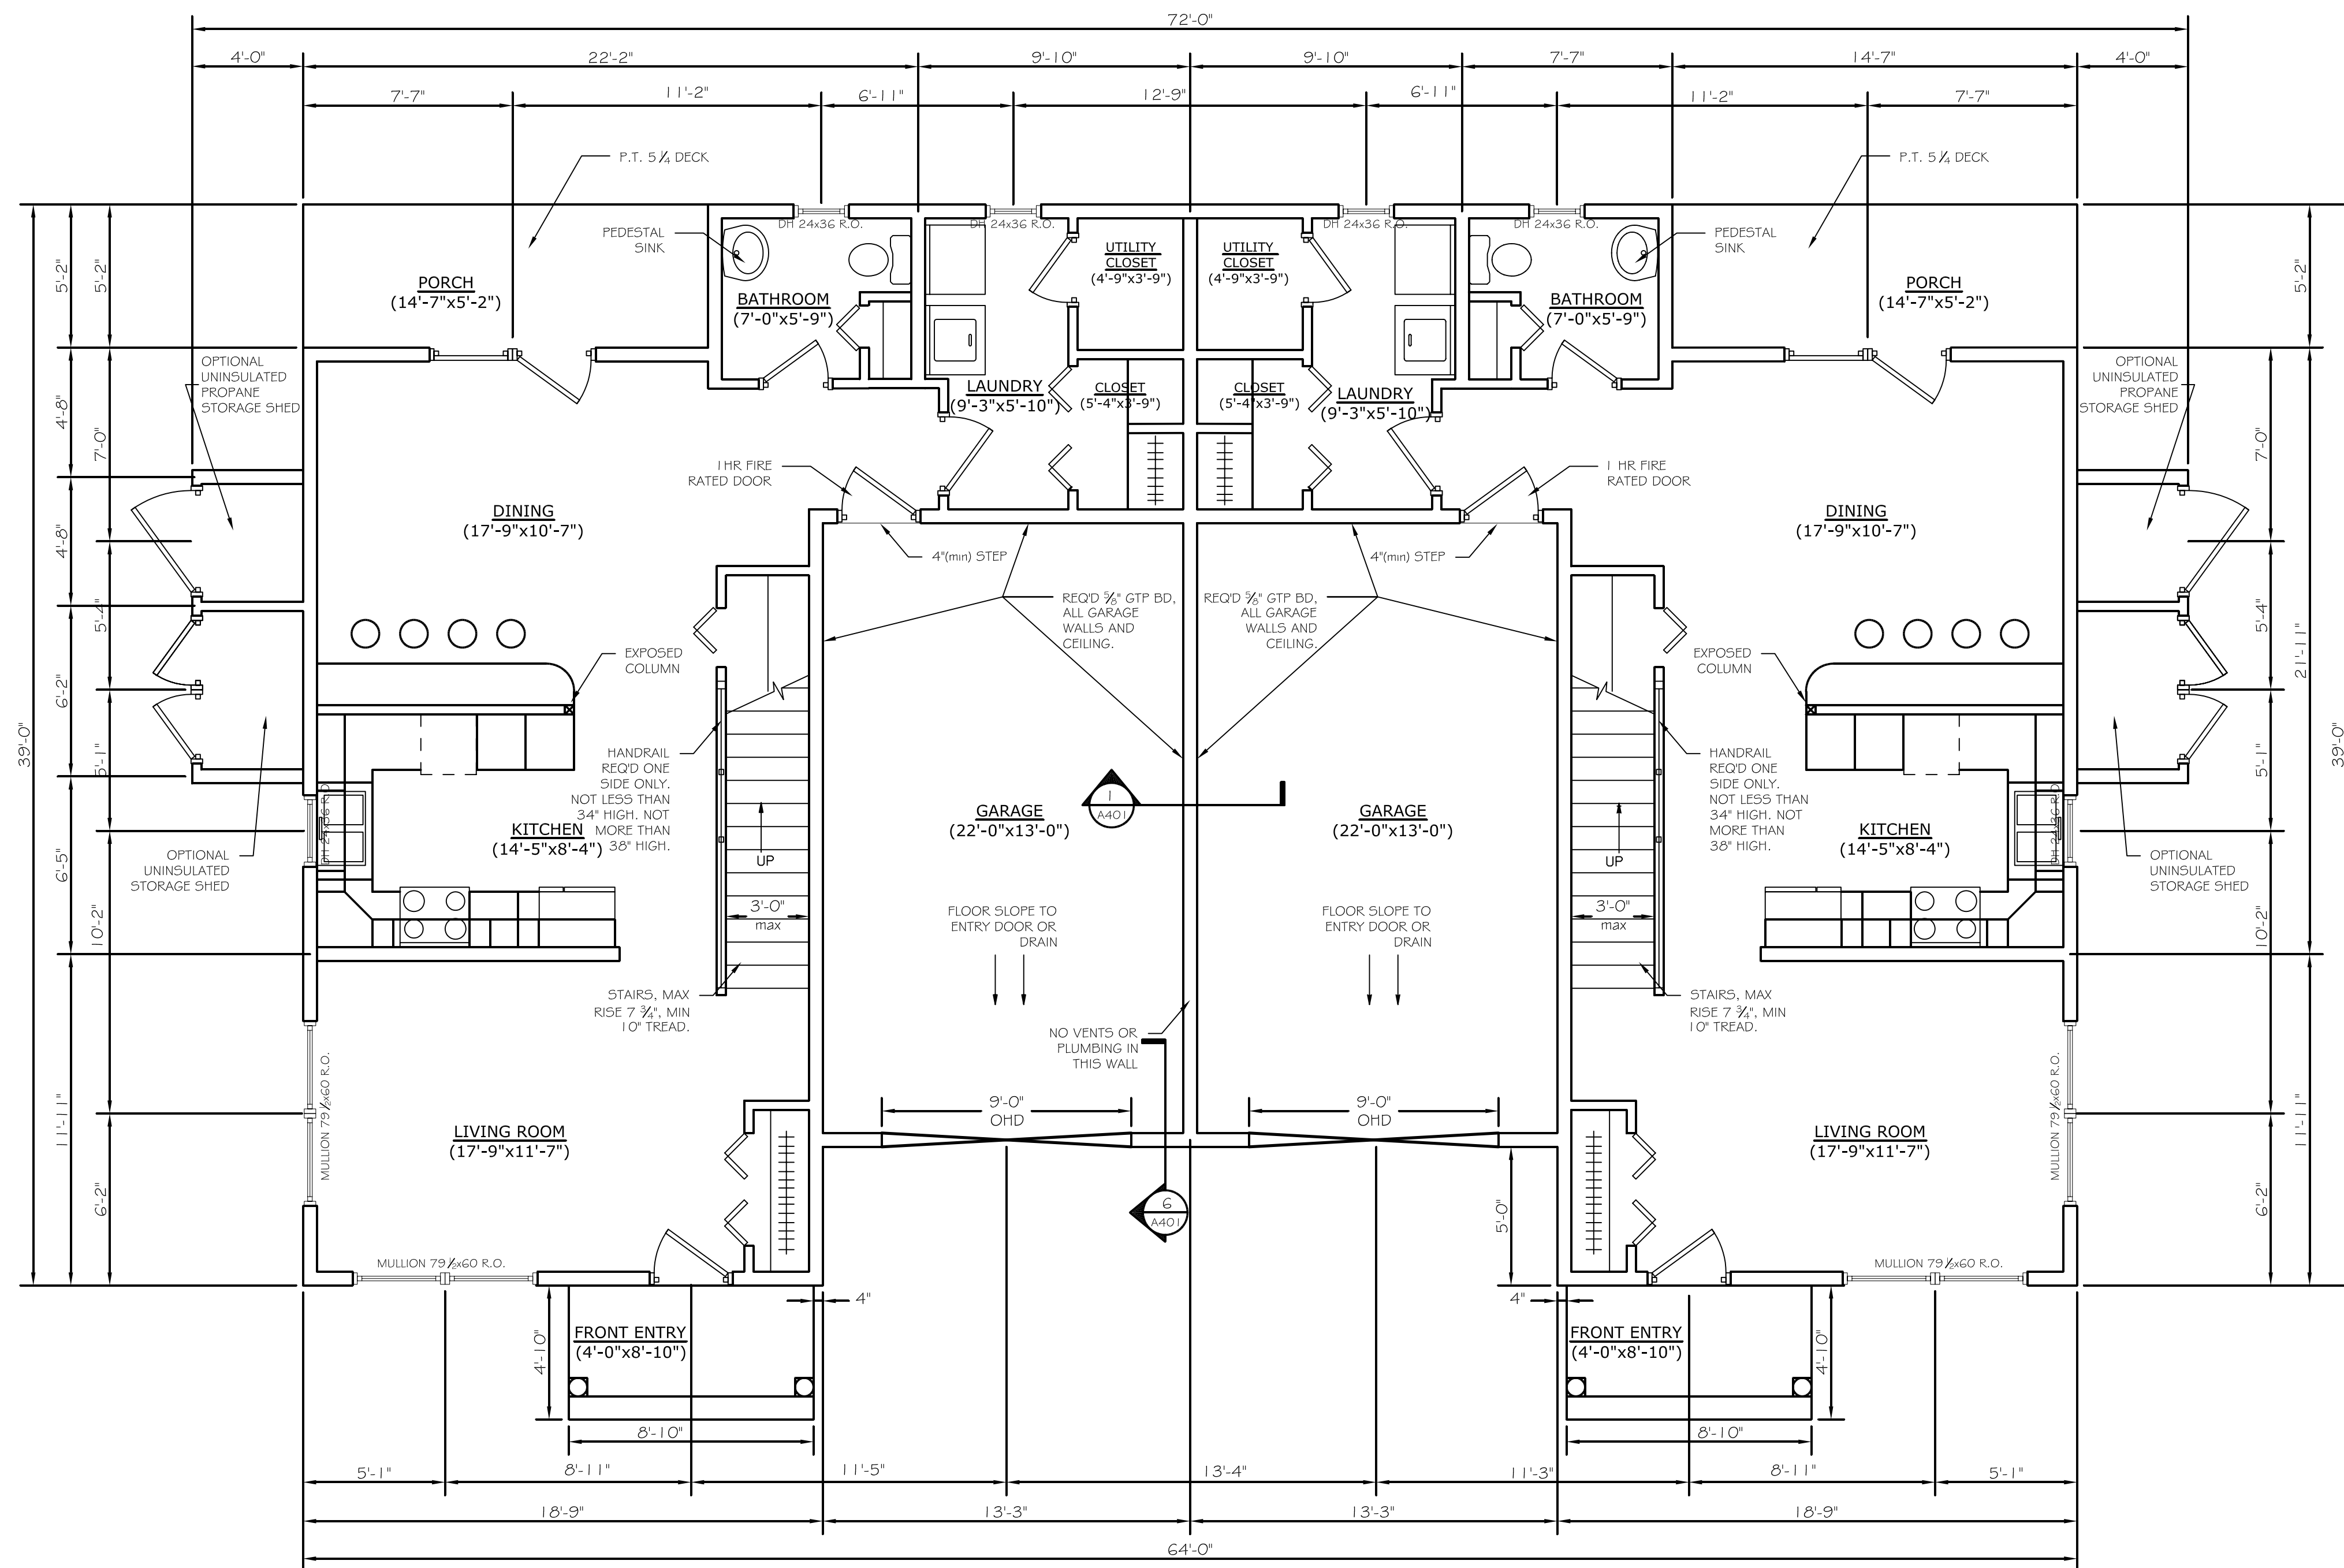 72'-0"
4'-0" 22'-2" 9'-10" 9'-10" 7'-7" 14'-7" 4'-0"
7'-7" 11'-2" 6'-11" 12'-9" 6'-11" 11'-2" 7'-7"
P.T. 5 1/4 DECK
P.T. 5 1/4 DECK
DH 24x36 R.O.
DH 24x36 R.O.
DH 24x36 R.O.
DH 24x36 R.O.
PEDESTAL
SINK
PEDESTAL
SINK
PORCH
(14'-7"x5'-2")
BATHROOM
(7'-0"x5'-9")
UTILITY
CLOSET
(4'-9"x3'-9")
UTILITY
CLOSET
(4'-9"x3'-9")
BATHROOM
(7'-0"x5'-9")
PORCH
(14'-7"x5'-2")
5'-2"
5'-2"
5'-2"
OPTIONAL
UNINSULATED
PROPANE
STORAGE SHED
LAUNDRY
(9'-3"x5'-10")
CLOSET
(5'-4"x3'-9")
CLOSET
(5'-4"x3'-9")
LAUNDRY
(9'-3"x5'-10")
OPTIONAL
UNINSULATED
PROPANE
STORAGE SHED
4'-8"
7'-0"
7'-0"
1HR FIRE
RATED DOOR
1 HR FIRE
RATED DOOR
DINING
(17'-9"x10'-7")
DINING
(17'-9"x10'-7")
4'-8"
4"(min) STEP
4"(min) STEP
REQ'D 5/8" GTP BD,
ALL GARAGE
WALLS AND
CEILING.
REQ'D 5/8" GTP BD,
ALL GARAGE
WALLS AND
CEILING.
5'-4"
5'-4"
21'-11"
EXPOSED
COLUMN
EXPOSED
COLUMN
6'-2"
39'-0"
39'-0"
5'-1"
5'-1"
HANDRAIL
REQ'D ONE
SIDE ONLY.
NOT LESS THAN
34" HIGH. NOT
MORE THAN
38" HIGH.
HANDRAIL
REQ'D ONE
SIDE ONLY.
NOT LESS THAN
34" HIGH. NOT
MORE THAN
38" HIGH.
1
A401
DH 24x36 R.O.
KITCHEN
(14'-5"x8'-4")
GARAGE
(22'-0"x13'-0")
GARAGE
(22'-0"x13'-0")
KITCHEN
(14'-5"x8'-4")
DH 24x36 R.O.
UP
UP
6'-5"
OPTIONAL
UNINSULATED
STORAGE SHED
OPTIONAL
UNINSULATED
STORAGE SHED
10'-2"
10'-2"
3'-0"
max
3'-0"
max
FLOOR SLOPE TO
ENTRY DOOR OR
DRAIN
FLOOR SLOPE TO
ENTRY DOOR OR
DRAIN
STAIRS, MAX
RISE 7 3/4", MIN
10" TREAD.
STAIRS, MAX
RISE 7 3/4", MIN
10" TREAD.
NO VENTS OR
PLUMBING IN
THIS WALL
11'-11"
11'-11"
MULLION 79 1/2x60 R.O.
MULLION 79 1/2x60 R.O.
9'-0"
OHD
9'-0"
OHD
LIVING ROOM
(17'-9"x11'-7")
LIVING ROOM
(17'-9"x11'-7")
6'-2"
6'-2"
6
A401
5'-0"
MULLION 79 1/2x60 R.O.
MULLION 79 1/2x60 R.O.
4"
4"
FRONT ENTRY
(4'-0"x8'-10")
FRONT ENTRY
(4'-0"x8'-10")
4'-10"
4'-10"
8'-10"
8'-10"
5'-1" 8'-11" 11'-5" 13'-4" 11'-3" 8'-11" 5'-1"
18'-9" 13'-3" 13'-3" 18'-9"
64'-0"